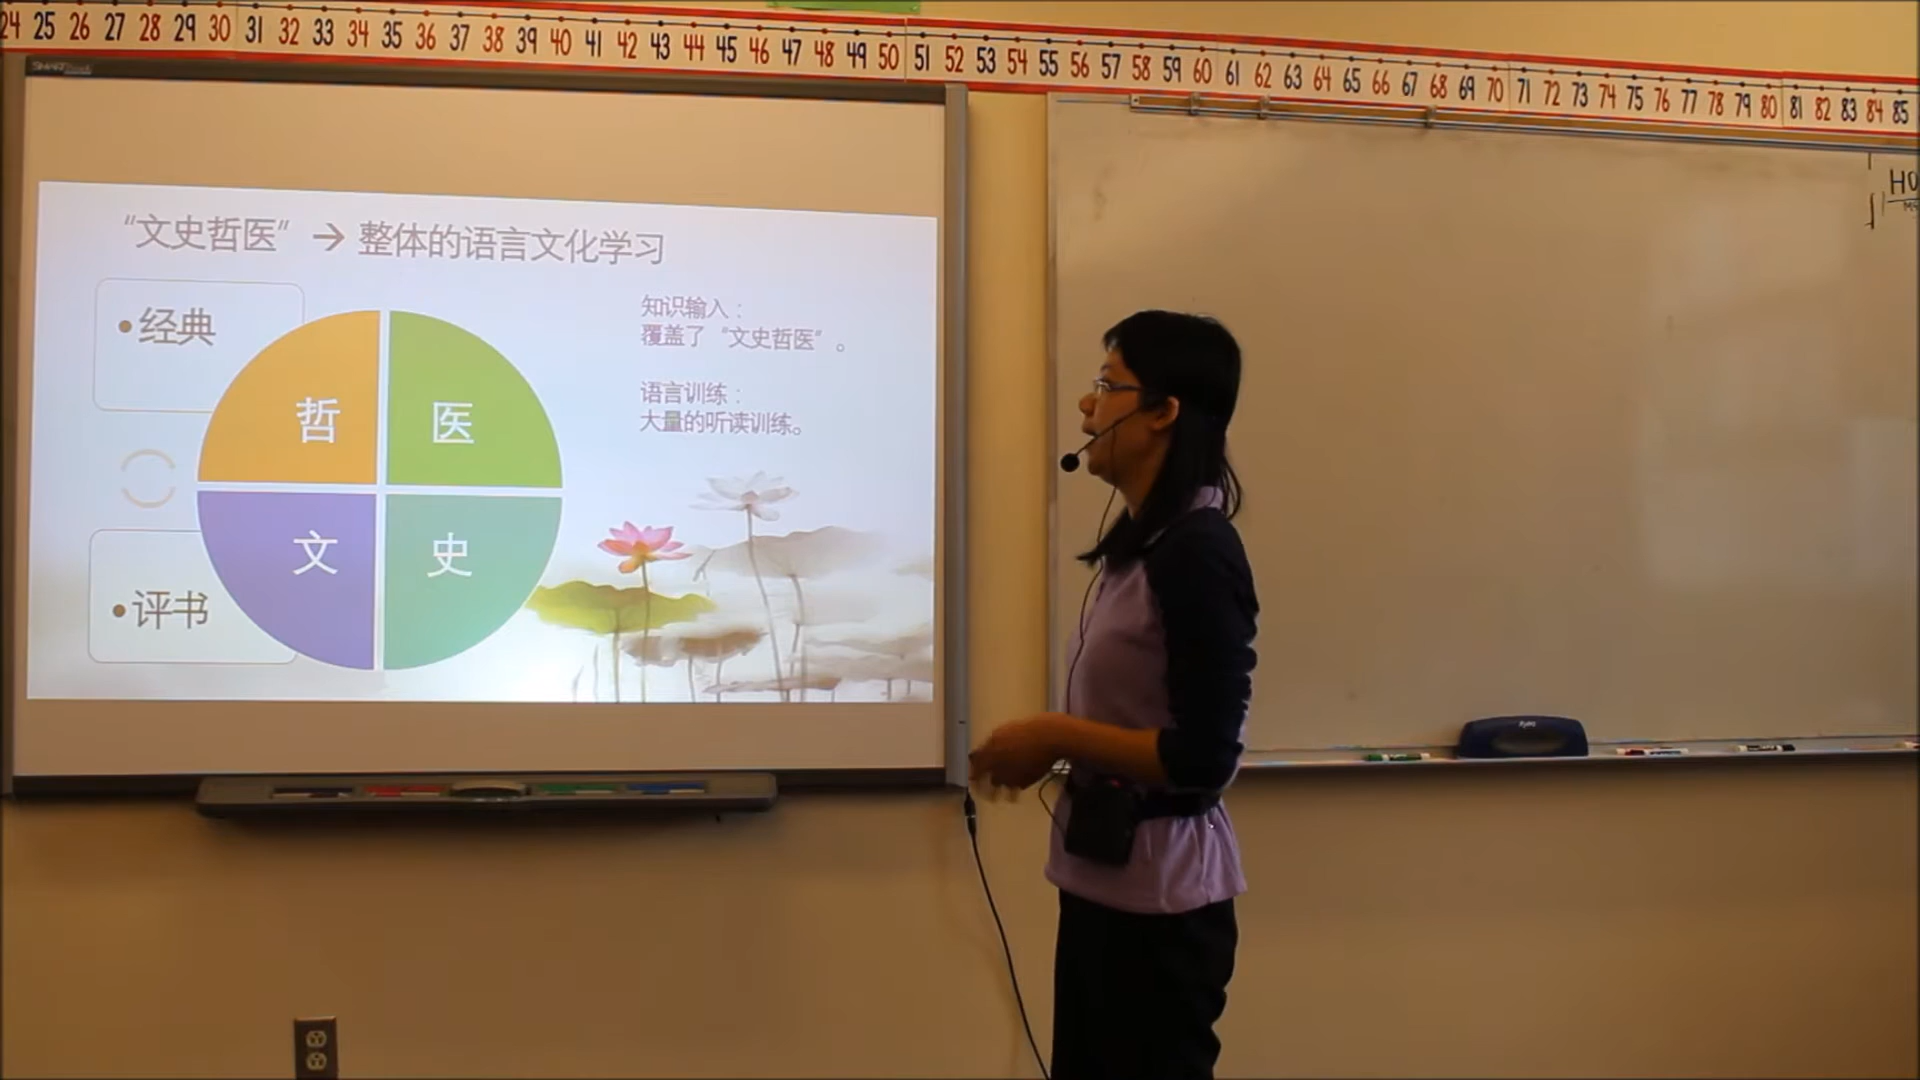 24 25 26 27 28 29 30 31 32 33 34 35 36 37 38 39 40 41 42 43 44 45 46 47 48 49 50 51 52 53 54 55 56 57 58 59 60 61 62 63 64 65 66 67 68 69 70 71 72 73 74 75 76 77 78 79 80 81 82 83 84 85
“文史哲医” → 整体的语言文化学习
•经典
哲
医
文
史
•评书
知识输入：
覆盖了“文史哲医”。
语言训练：
大量的听读训练。
HO